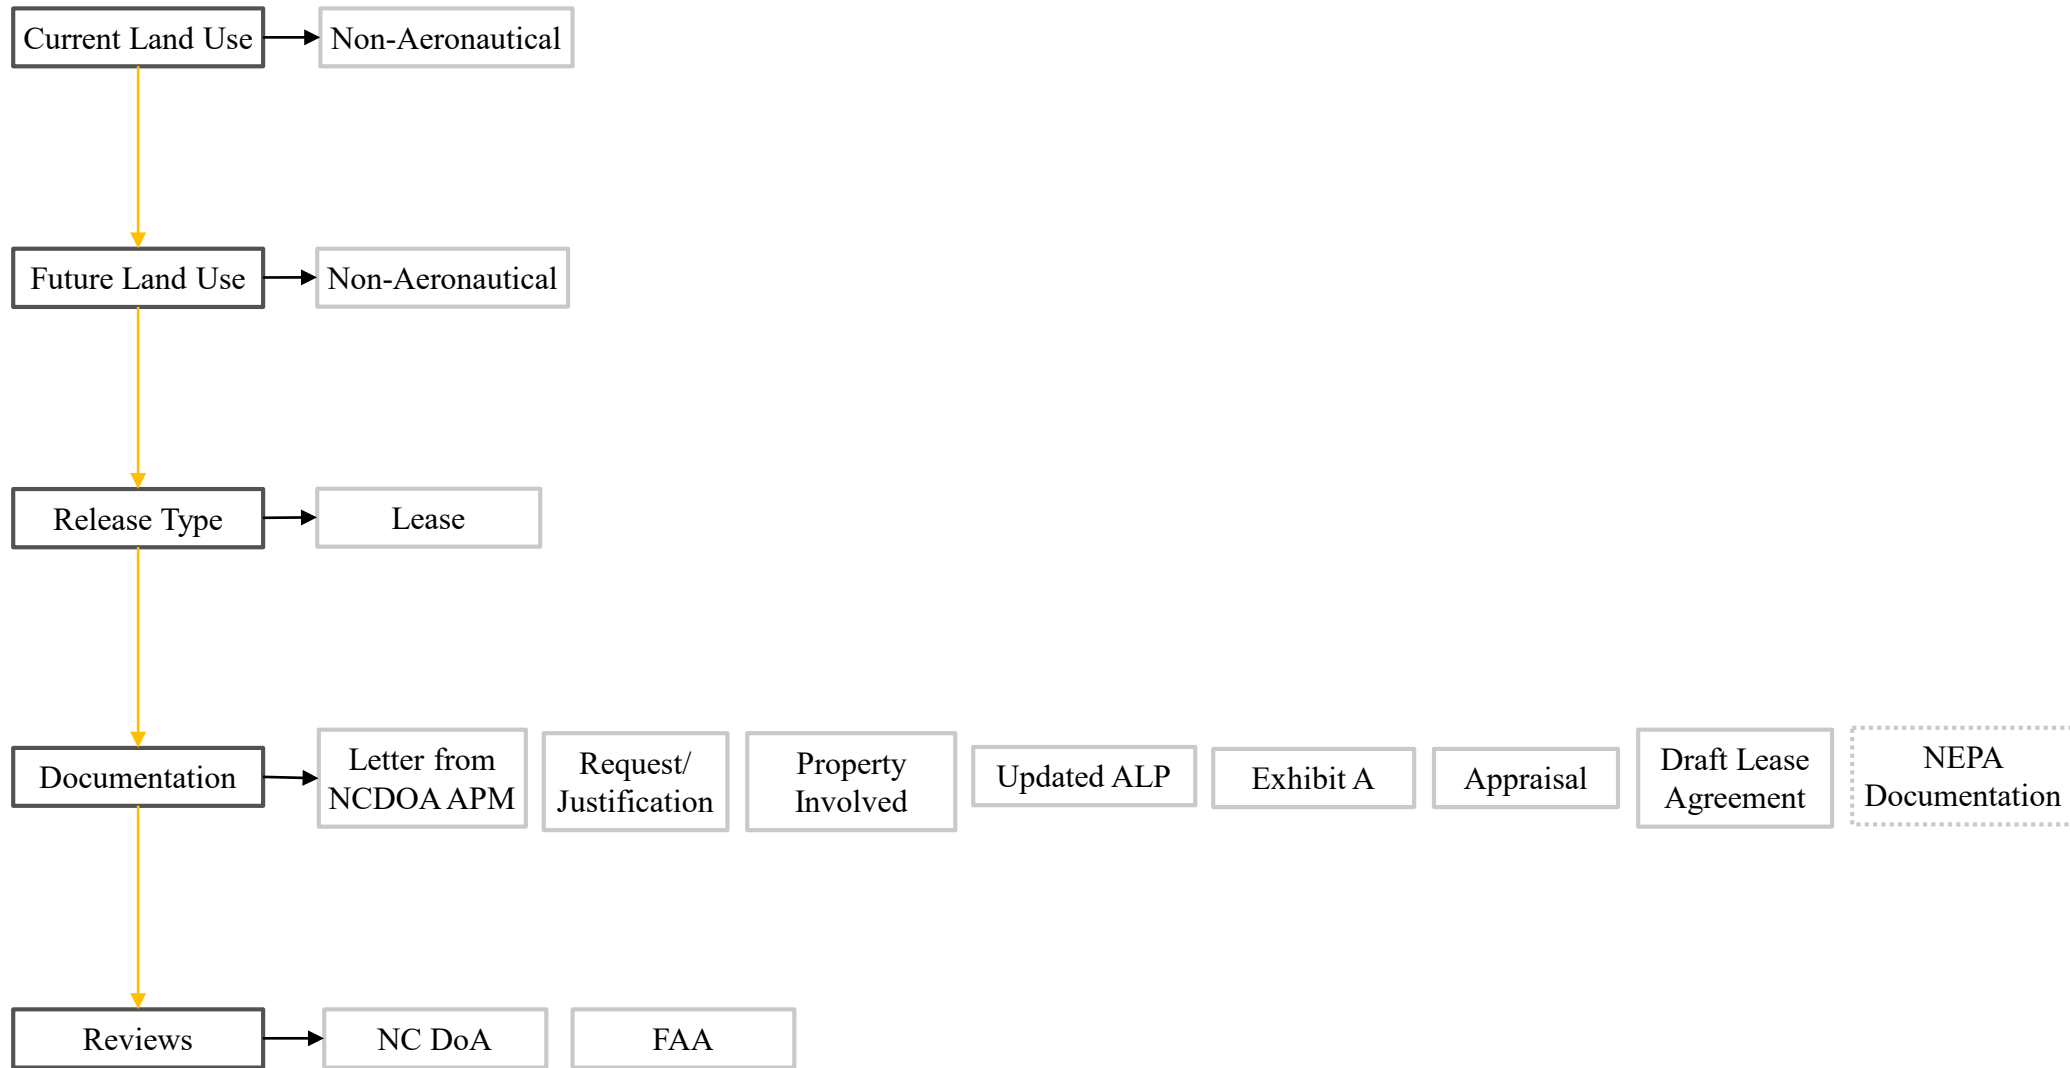 Current Land Use
Non-Aeronautical
Future Land Use
Non-Aeronautical
Release Type
Lease
Documentation
Letter from
NCDOA APM
Request/
Justification
Property
Involved
Updated ALP
Exhibit A
Appraisal
Draft Lease
Agreement
NEPA
Documentation
Reviews
NC DoA
FAA